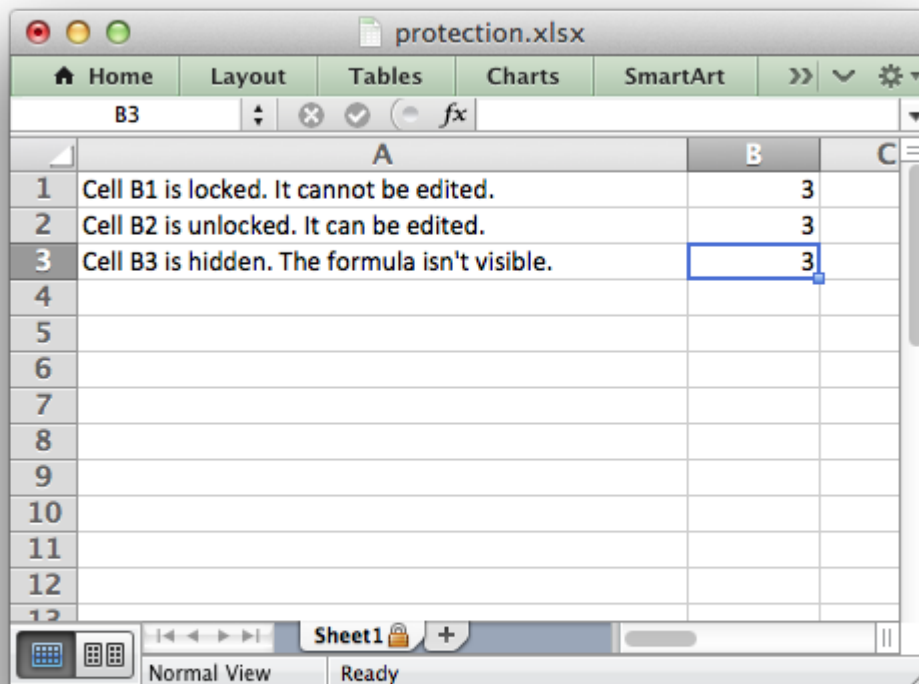 protection.xlsx
Home Layout Tables Charts SmartArt
B3 fx
A B C
1 Cell B1 is locked. It cannot be edited. 3
2 Cell B2 is unlocked. It can be edited. 3
3 Cell B3 is hidden. The formula isn't visible. 3
4
5
6
7
8
9
10
11
12
13
Sheet1 +
Normal View Ready